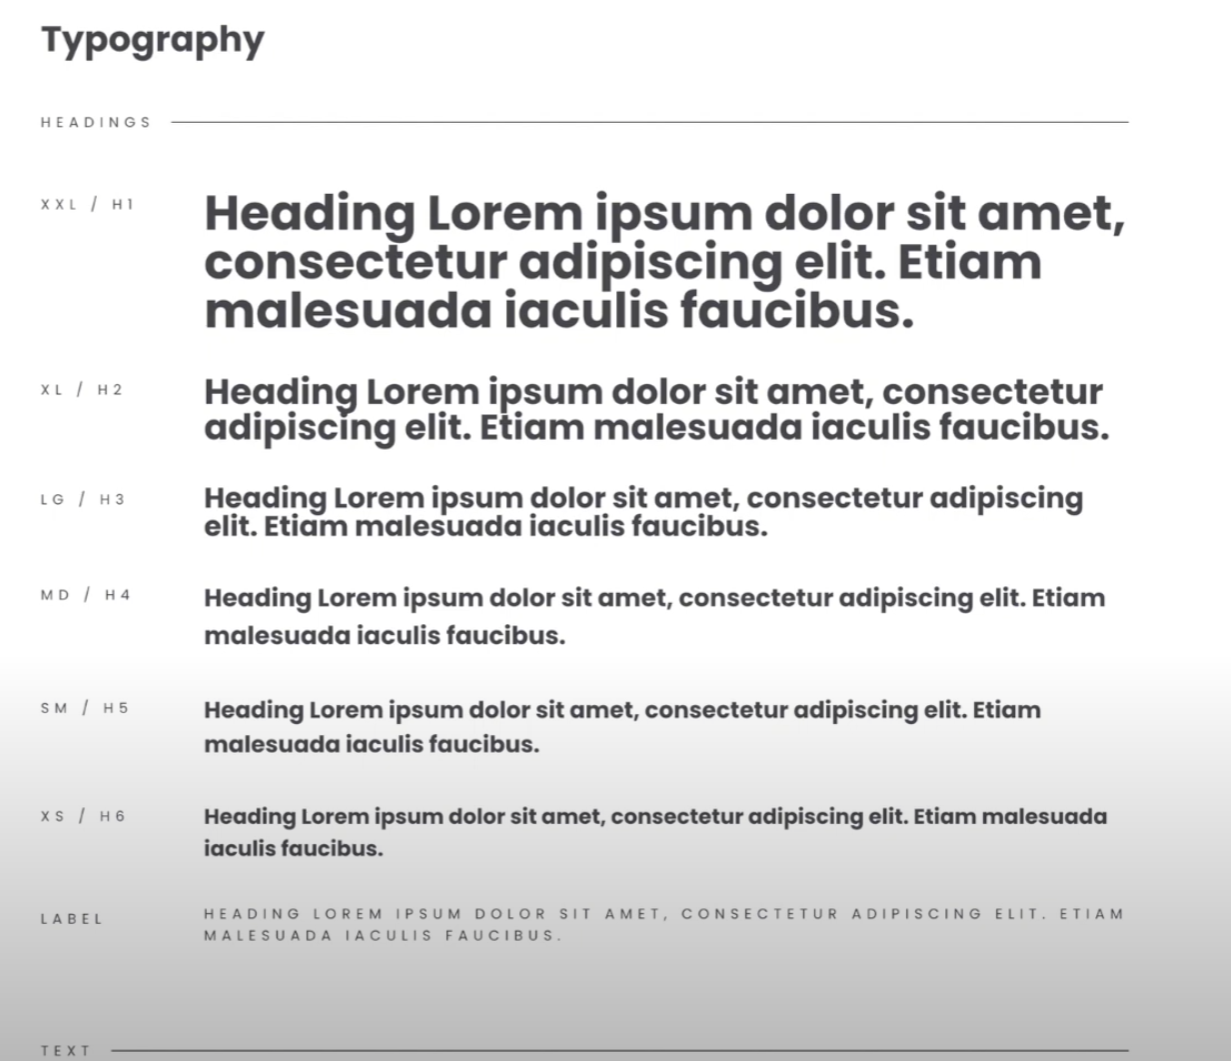 Typography
HEADINGS
XXL / H1
Heading Lorem ipsum dolor sit amet,
consectetur adipiscing elit. Etiam
malesuada iaculis faucibus.
XL / H2
Heading Lorem ipsum dolor sit amet, consectetur
adipiscing elit. Etiam malesuada iaculis faucibus.
LG / H3
Heading Lorem ipsum dolor sit amet, consectetur adipiscing
elit. Etiam malesuada iaculis faucibus.
MD / H4
Heading Lorem ipsum dolor sit amet, consectetur adipiscing elit. Etiam
malesuada iaculis faucibus.
SM / H5
Heading Lorem ipsum dolor sit amet, consectetur adipiscing elit. Etiam
malesuada iaculis faucibus.
XS / H6
Heading Lorem ipsum dolor sit amet, consectetur adipiscing elit. Etiam malesuada
iaculis faucibus.
LABEL
HEADING LOREM IPSUM DOLOR SIT AMET, CONSECTETUR ADIPISCING ELIT. ETIAM
MALESUADA IACULIS FAUCIBUS.
TEXT